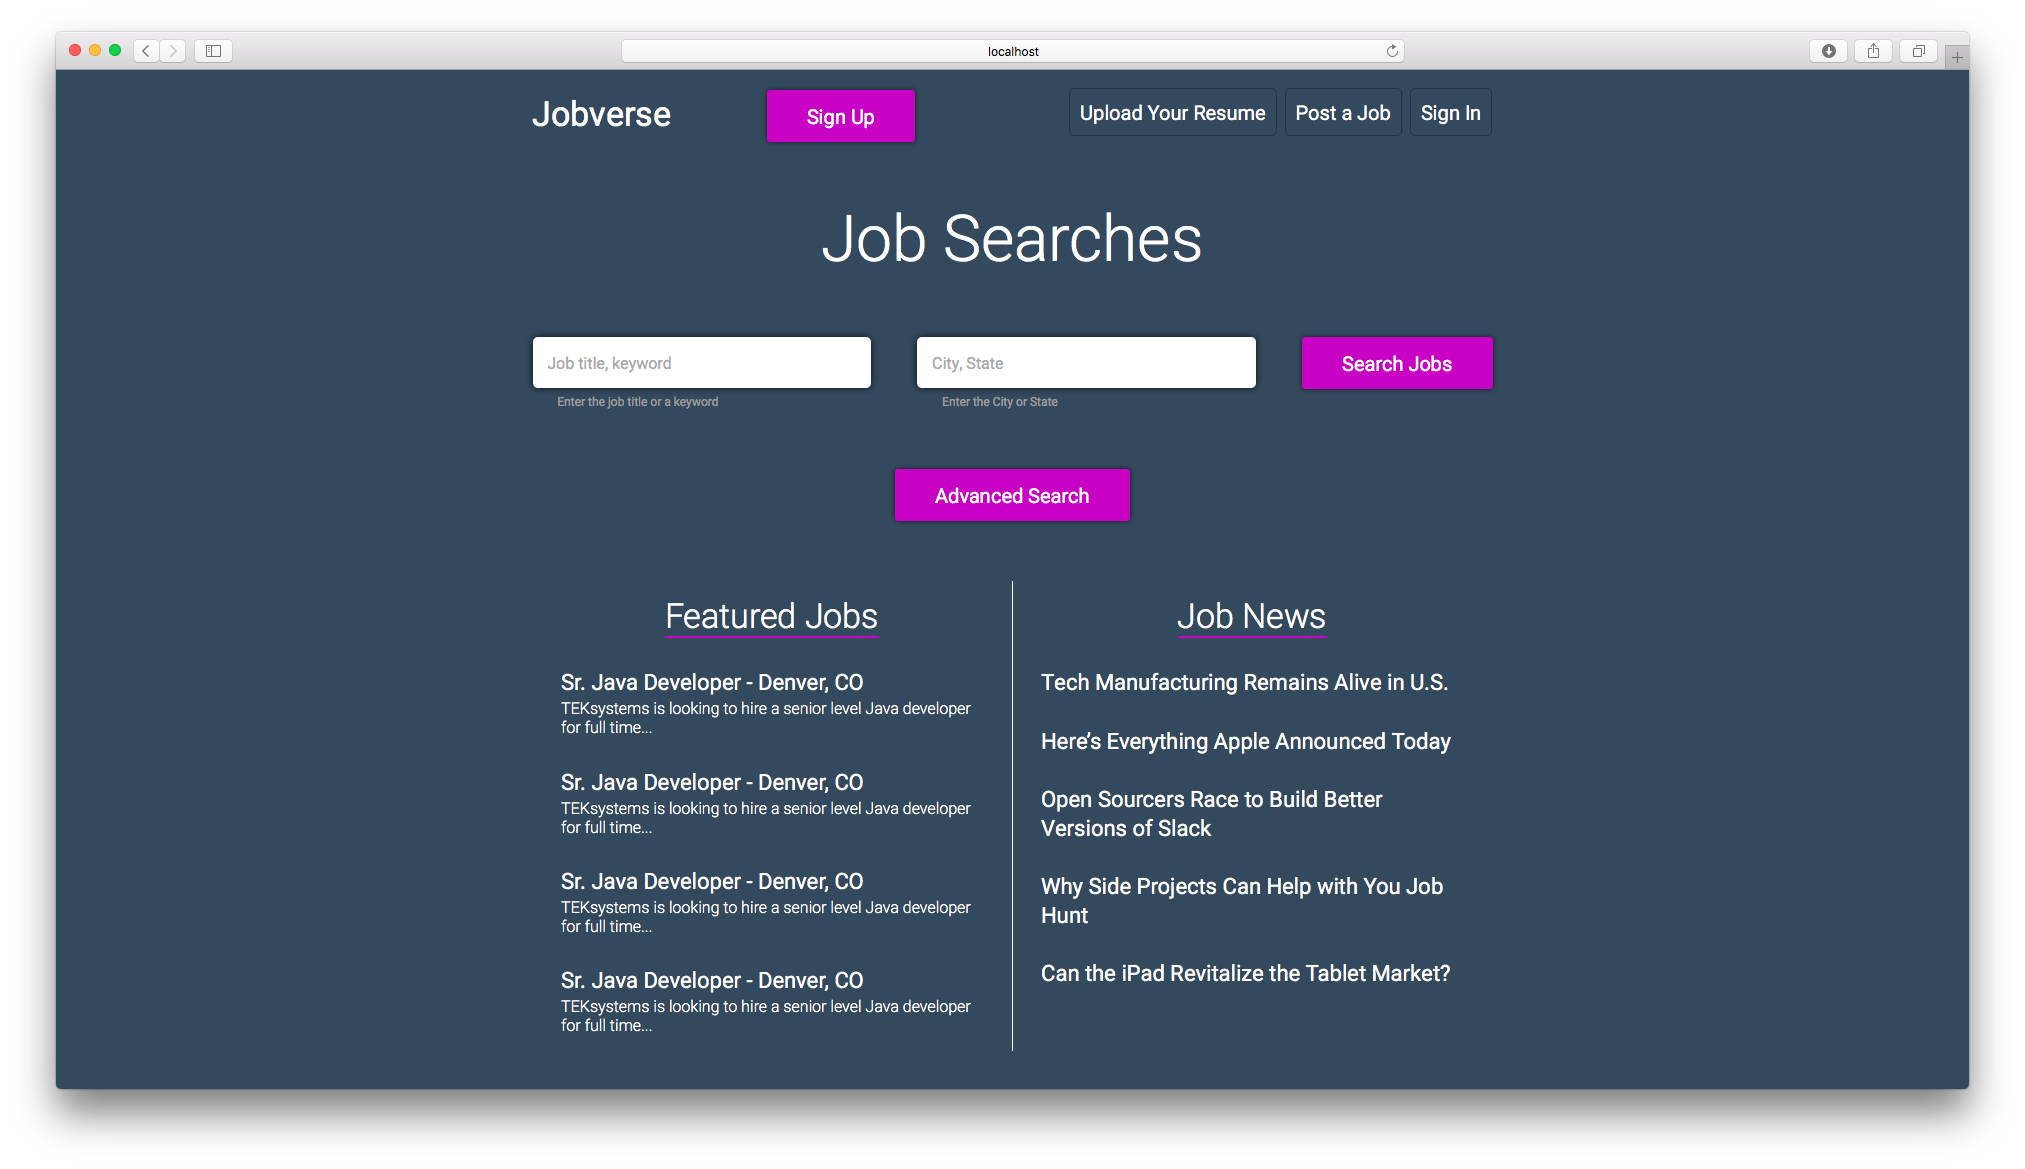 localhost
Jobverse
Sign Up
Upload Your Resume
Post a Job
Sign In
Job Searches
Job title, keyword
City, State
Search Jobs
Enter the job title or a keyword
Enter the City or State
Advanced Search
Featured Jobs
Sr. Java Developer - Denver, CO
TEKsystems is looking to hire a senior level Java developer
for full time...
Sr. Java Developer - Denver, CO
TEKsystems is looking to hire a senior level Java developer
for full time...
Sr. Java Developer - Denver, CO
TEKsystems is looking to hire a senior level Java developer
for full time...
Sr. Java Developer - Denver, CO
TEKsystems is looking to hire a senior level Java developer
for full time...
Job News
Tech Manufacturing Remains Alive in U.S.
Here’s Everything Apple Announced Today
Open Sourcers Race to Build Better
Versions of Slack
Why Side Projects Can Help with You Job
Hunt
Can the iPad Revitalize the Tablet Market?